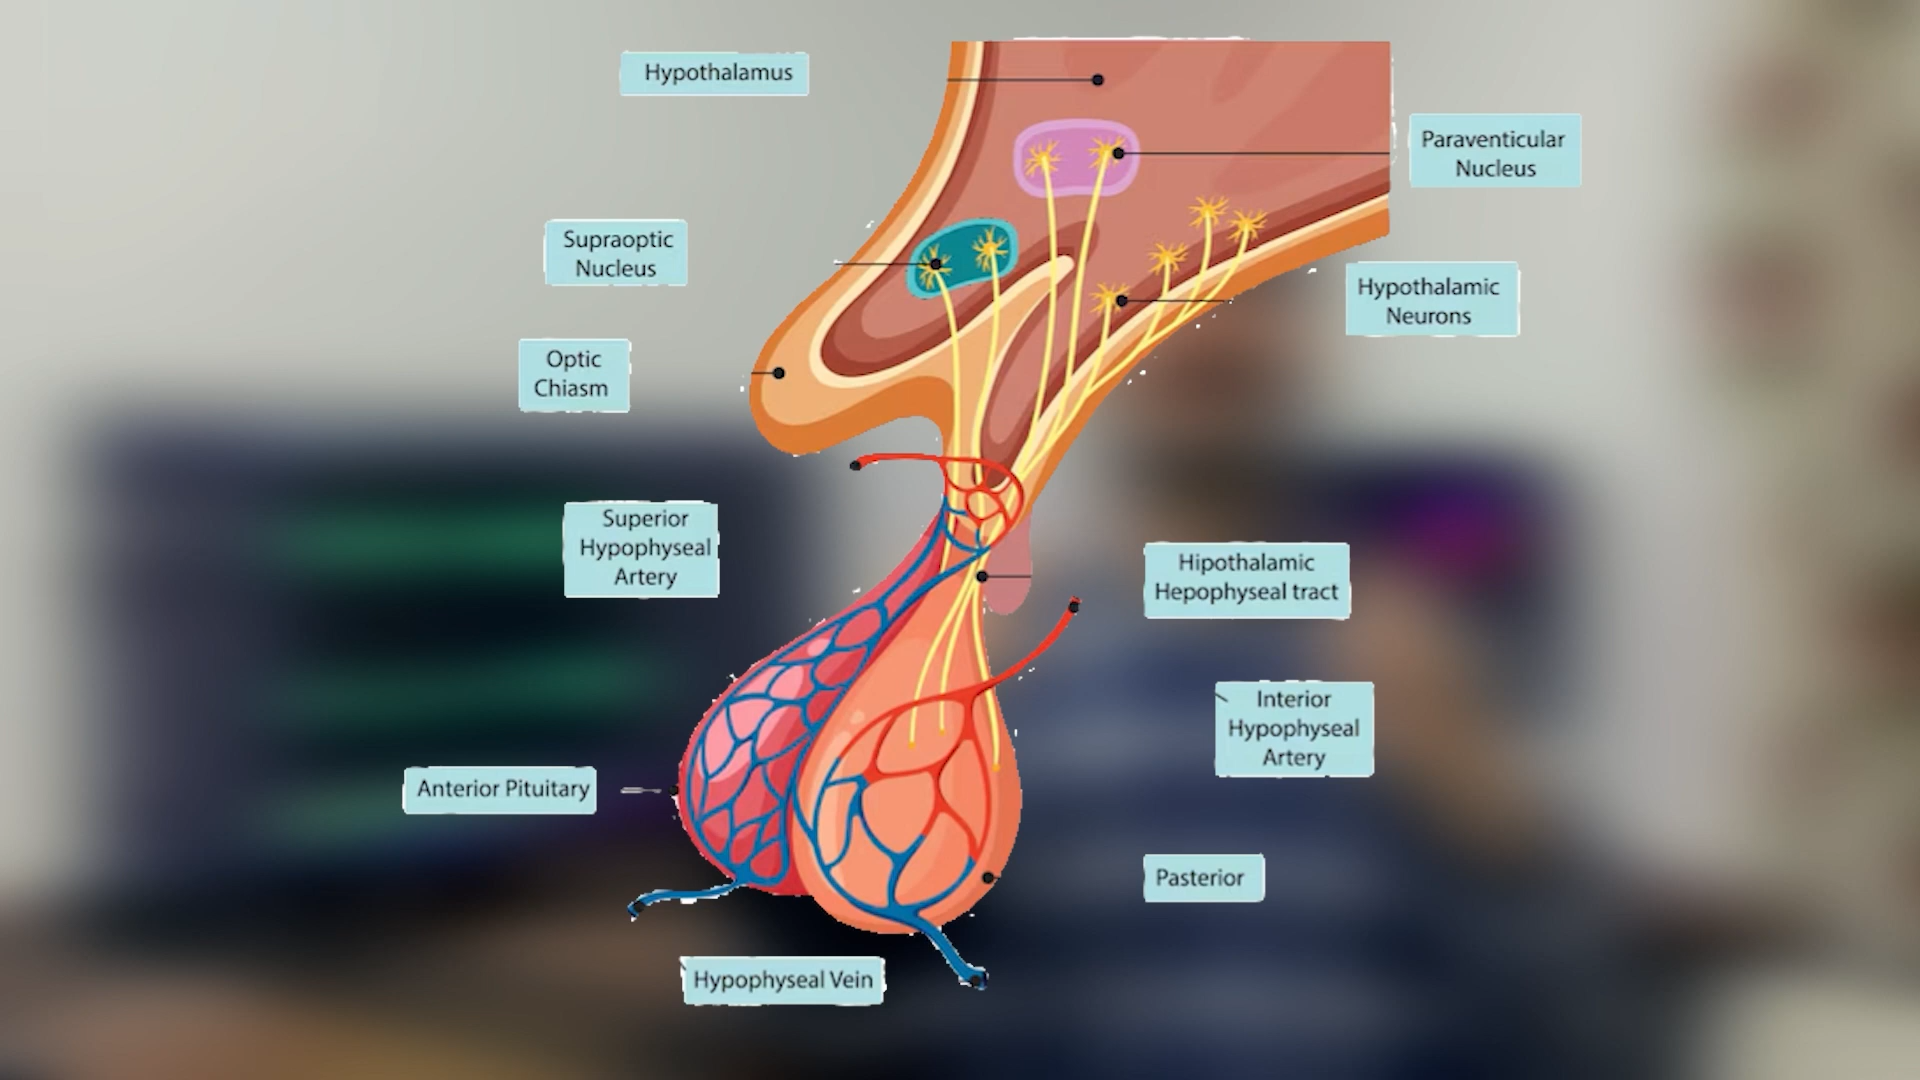 Hypothalamus
Paraventicular
Nucleus
Supraoptic
Nucleus
Hypothalamic
Neurons
Optic
Chiasm
Superior
Hypophyseal
Artery
Hipothalamic
Hepophyseal tract
Interior
Hypophyseal
Artery
Anterior Pituitary
Pasterior
Hypophyseal Vein